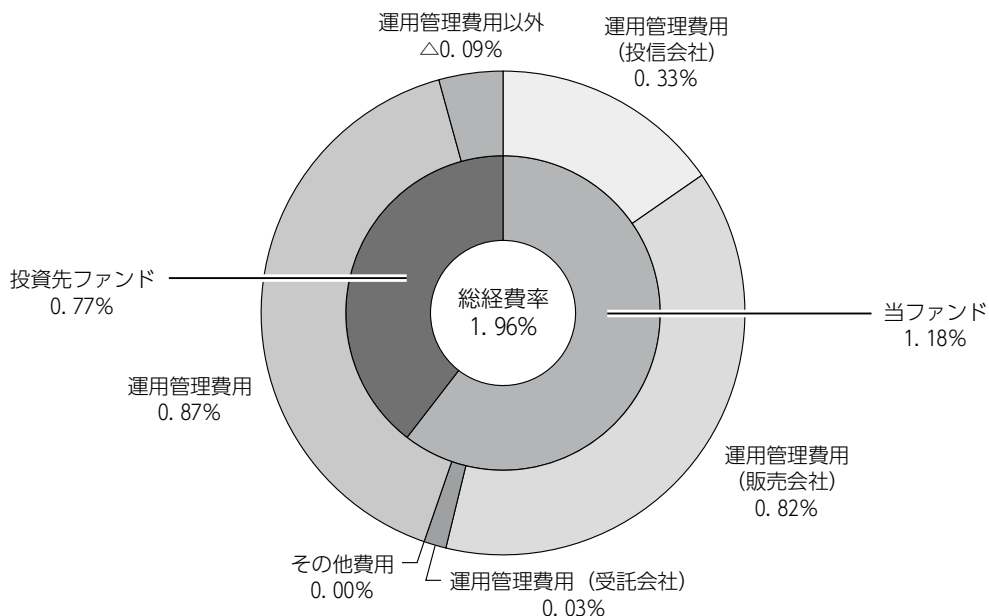 運用管理費用以外
△0.09%
運用管理費用
(投信会社)
0.33%
投資先ファンド
0.77%
総経費率
1.96%
当ファンド
1.18%
運用管理費用
0.87%
運用管理費用
(販売会社)
0.82%
その他費用
0.00%
運用管理費用(受託会社)
0.03%